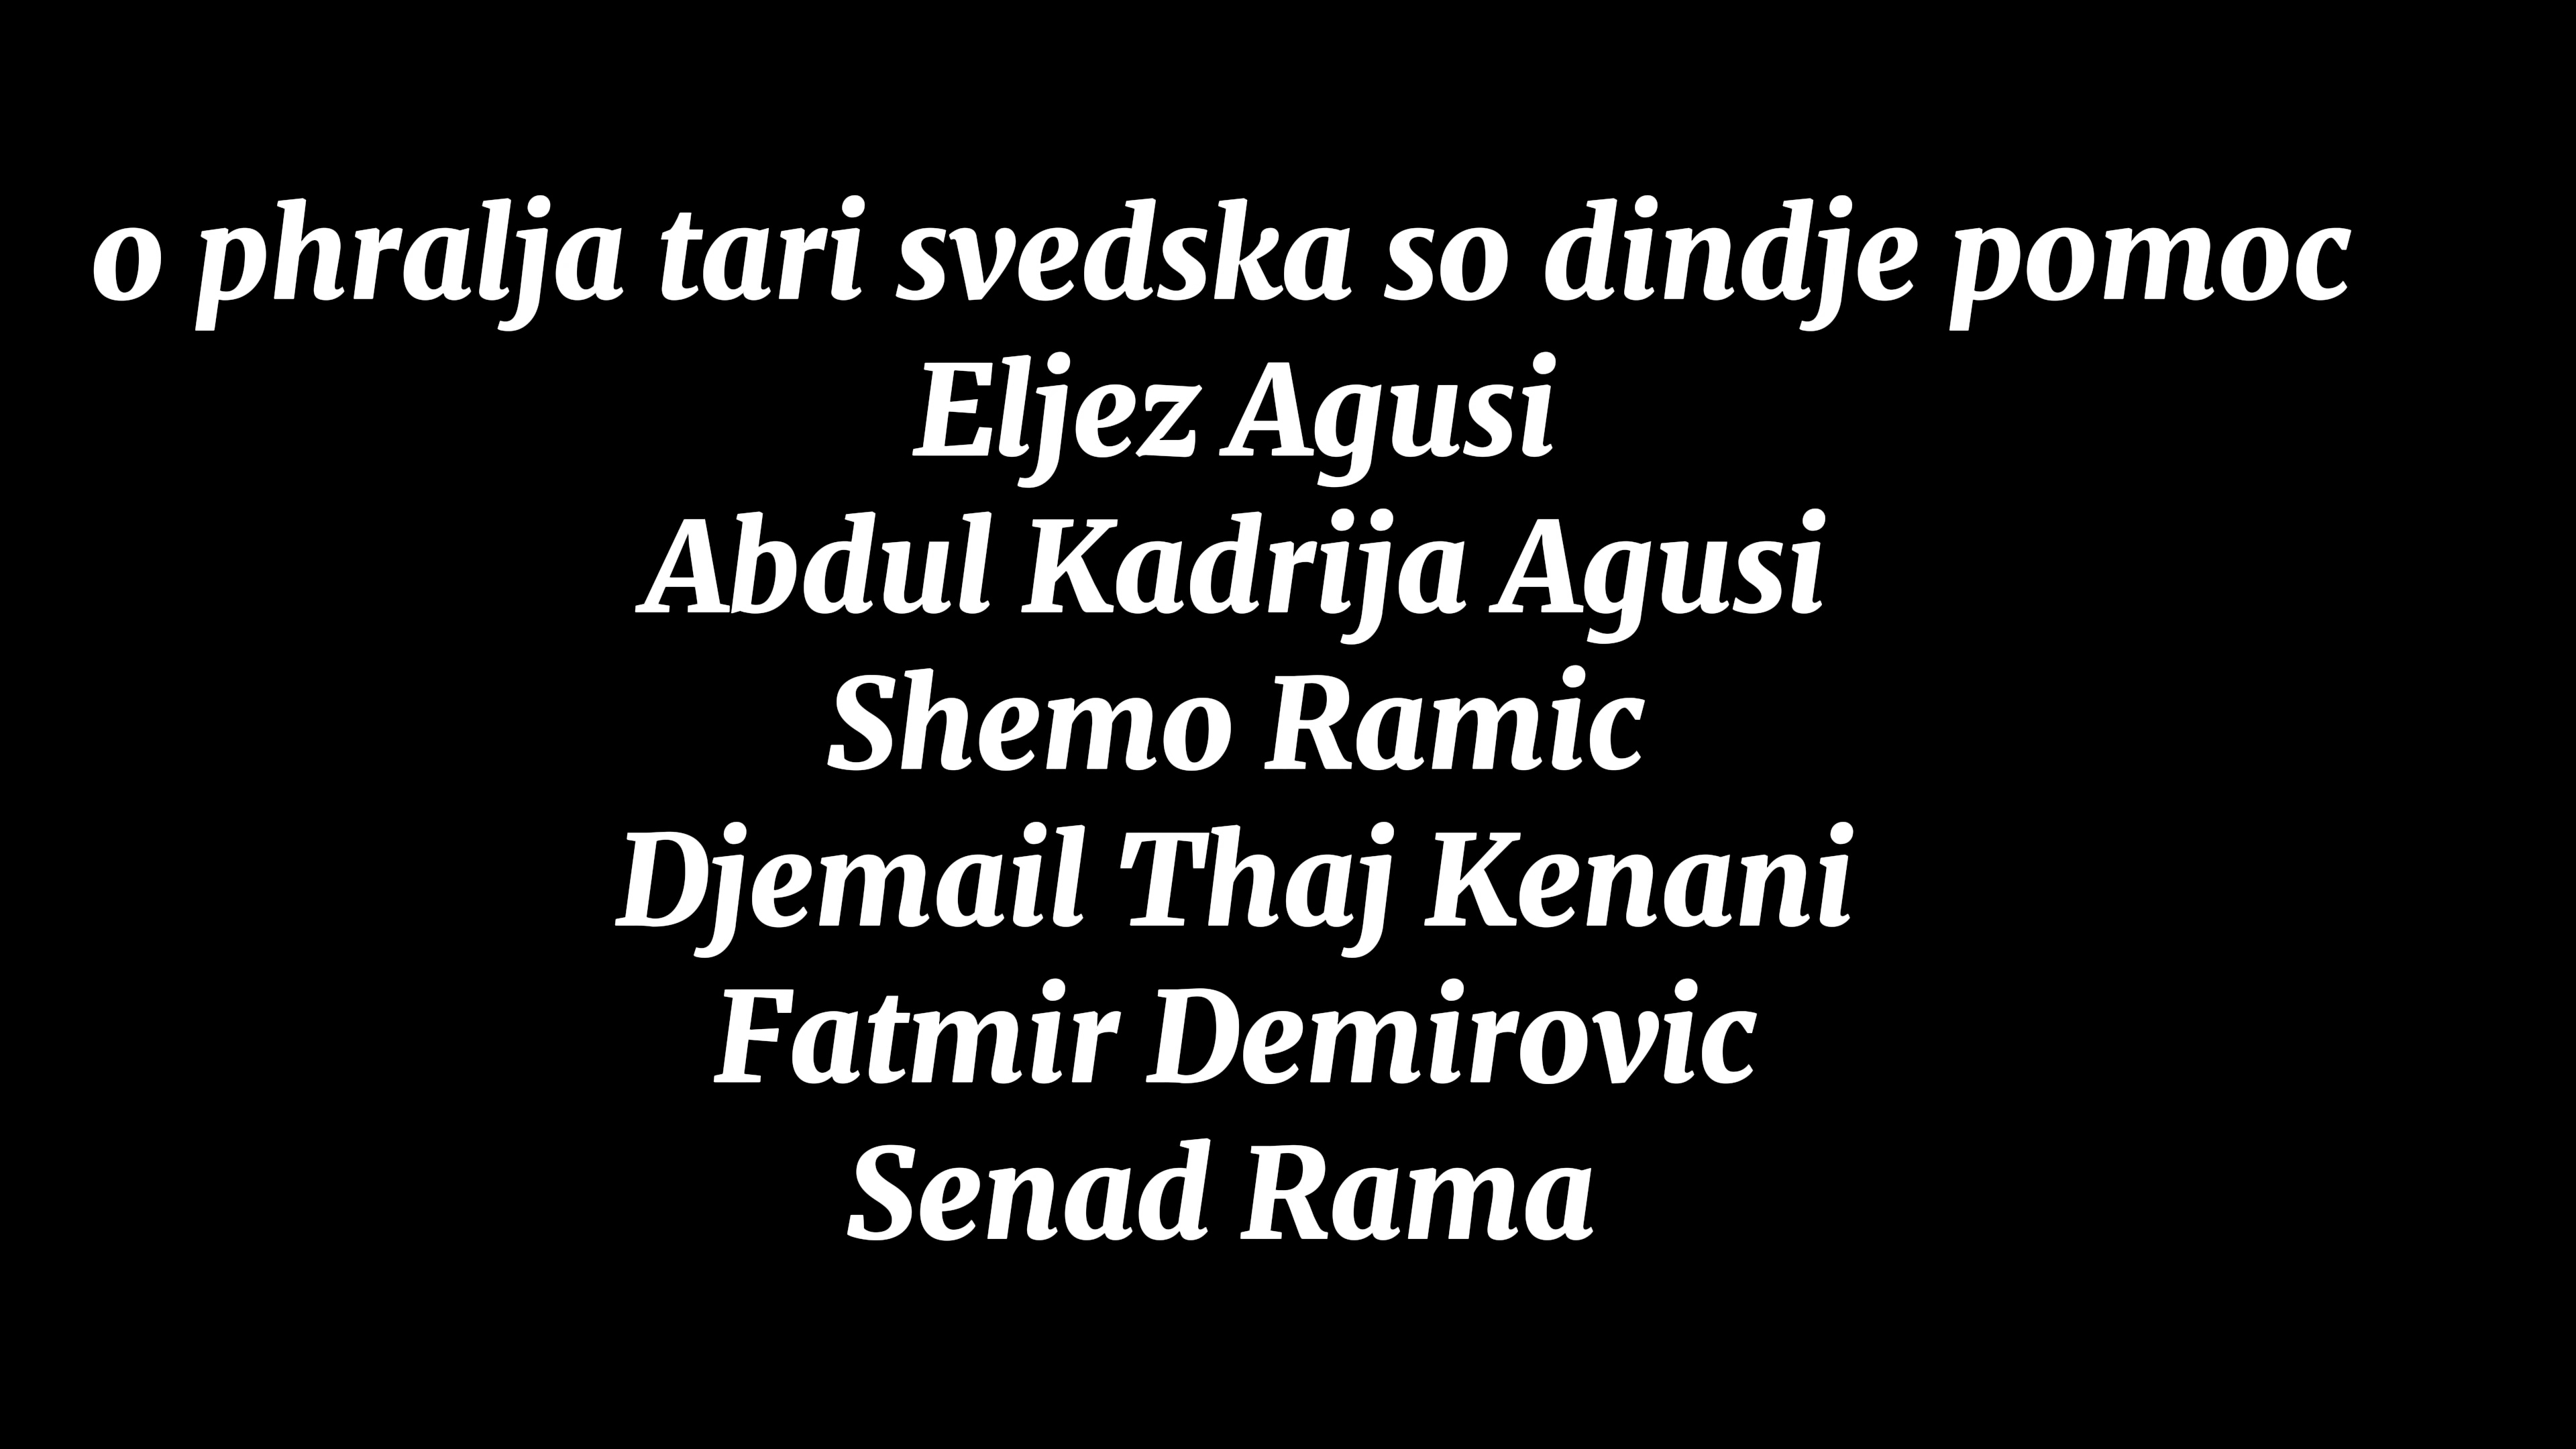 o phralja tari svedska so dindje pomoc
Eljez Agusi
Abdul Kadrija Agusi
Shemo Ramic
Djemail Thaj Kenani
Fatmir Demirovic
Senad Rama